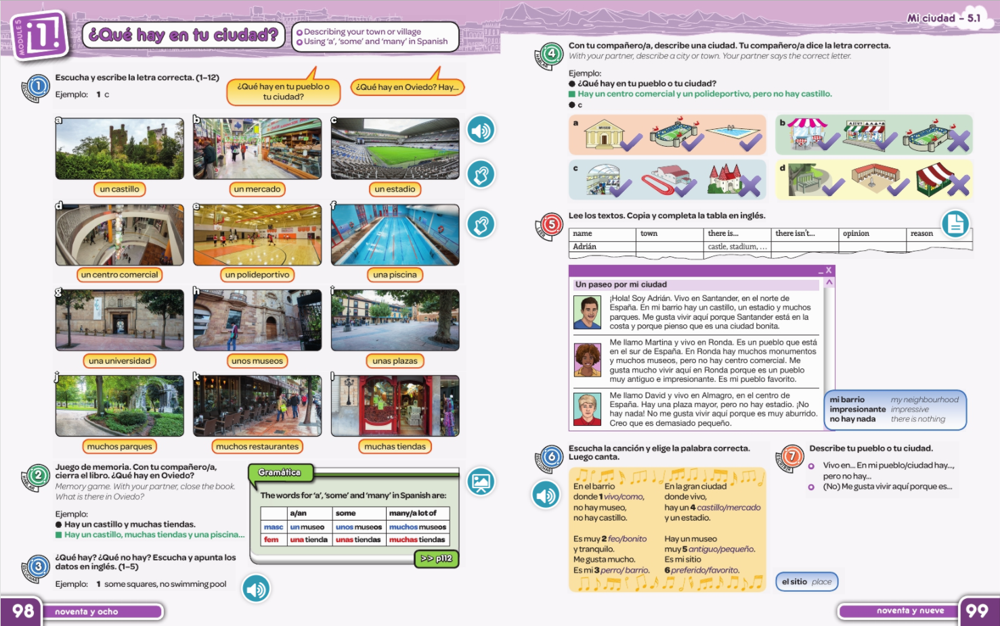 MODULE 5
¡1!
¿Qué hay en tu ciudad?
Describing your town or village
Using ‘a’, ‘some’ and ‘many’ in Spanish
1
ESCUCHAR
Escucha y escribe la letra correcta. (1–12)
Ejemplo: 1 c
¿Qué hay en tu pueblo o
tu ciudad?
¿Qué hay en Oviedo? Hay...
a
b
c
un castillo
un mercado
un estadio
d
e
f
un centro comercial
un polideportivo
una piscina
g
h
i
una universidad
unos museos
unas plazas
j
k
l
muchos parques
muchos restaurantes
muchas tiendas
2
HABLAR
Juego de memoria. Con tu compañero/a,
cierra el libro. ¿Qué hay en Oviedo?
Memory game. With your partner, close the book.
What is there in Oviedo?
Ejemplo:
Hay un castillo y muchas tiendas.
Hay un castillo, muchas tiendas y una piscina...
3
ESCUCHAR
¿Qué hay? ¿Qué no hay? Escucha y apunta los
datos en inglés. (1–5)
Ejemplo: 1 some squares, no swimming pool
Gramática
The words for ‘a’, ‘some’ and ‘many’ in Spanish are:
a/an some many/a lot of
masc un museo unos museos muchos museos
fem una tienda unas tiendas muchas tiendas
>> p112
98
noventa y ocho
Mi ciudad – 5.1
4
HABLAR
Con tu compañero/a, describe una ciudad. Tu compañero/a dice la letra correcta.
With your partner, describe a city or town. Your partner says the correct letter.
Ejemplo:
¿Qué hay en tu pueblo o tu ciudad?
Hay un centro comercial y un polideportivo, pero no hay castillo.
c
a
MUSEO
b
c
d
5
LEER
Lee los textos. Copia y completa la tabla en inglés.
name town there is... there isn’t... opinion reason
Adrián castle, stadium, ...
_ X
Un paseo por mi ciudad
¡Hola! Soy Adrián. Vivo en Santander, en el norte de
España. En mi barrio hay un castillo, un estadio y muchos
parques. Me gusta vivir aquí porque Santander está en la
costa y porque pienso que es una ciudad bonita.
Me llamo Martina y vivo en Ronda. Es un pueblo que está
en el sur de España. En Ronda hay muchos monumentos
y muchos museos, pero no hay centro comercial. Me
gusta mucho vivir aquí en Ronda porque es un pueblo
muy antiguo e impresionante. Es mi pueblo favorito.
Me llamo David y vivo en Almagro, en el centro de
España. Hay una plaza mayor, pero no hay estadio. ¡No
hay nada! No me gusta vivir aquí porque es muy aburrido.
Creo que es demasiado pequeño.
mi barrio my neighbourhood
impresionante impressive
no hay nada there is nothing
6
ESCUCHAR
Escucha la canción y elige la palabra correcta.
Luego canta.
En el barrio
donde 1 vivo/como,
no hay museo,
no hay castillo.
Es muy 2 feo/bonito
y tranquilo.
Me gusta mucho.
Es mi 3 perro/barrio.
En la gran ciudad
donde vivo,
hay un 4 castillo/mercado
y un estadio.
Hay un museo
muy 5 antiguo/pequeño.
Es mi sitio
6 preferido/favorito.
7
ESCRIBIR
Describe tu pueblo o tu ciudad.
Vivo en... En mi pueblo/ciudad hay...,
pero no hay...
(No) Me gusta vivir aquí porque es...
el sitio place
noventa y nueve
99